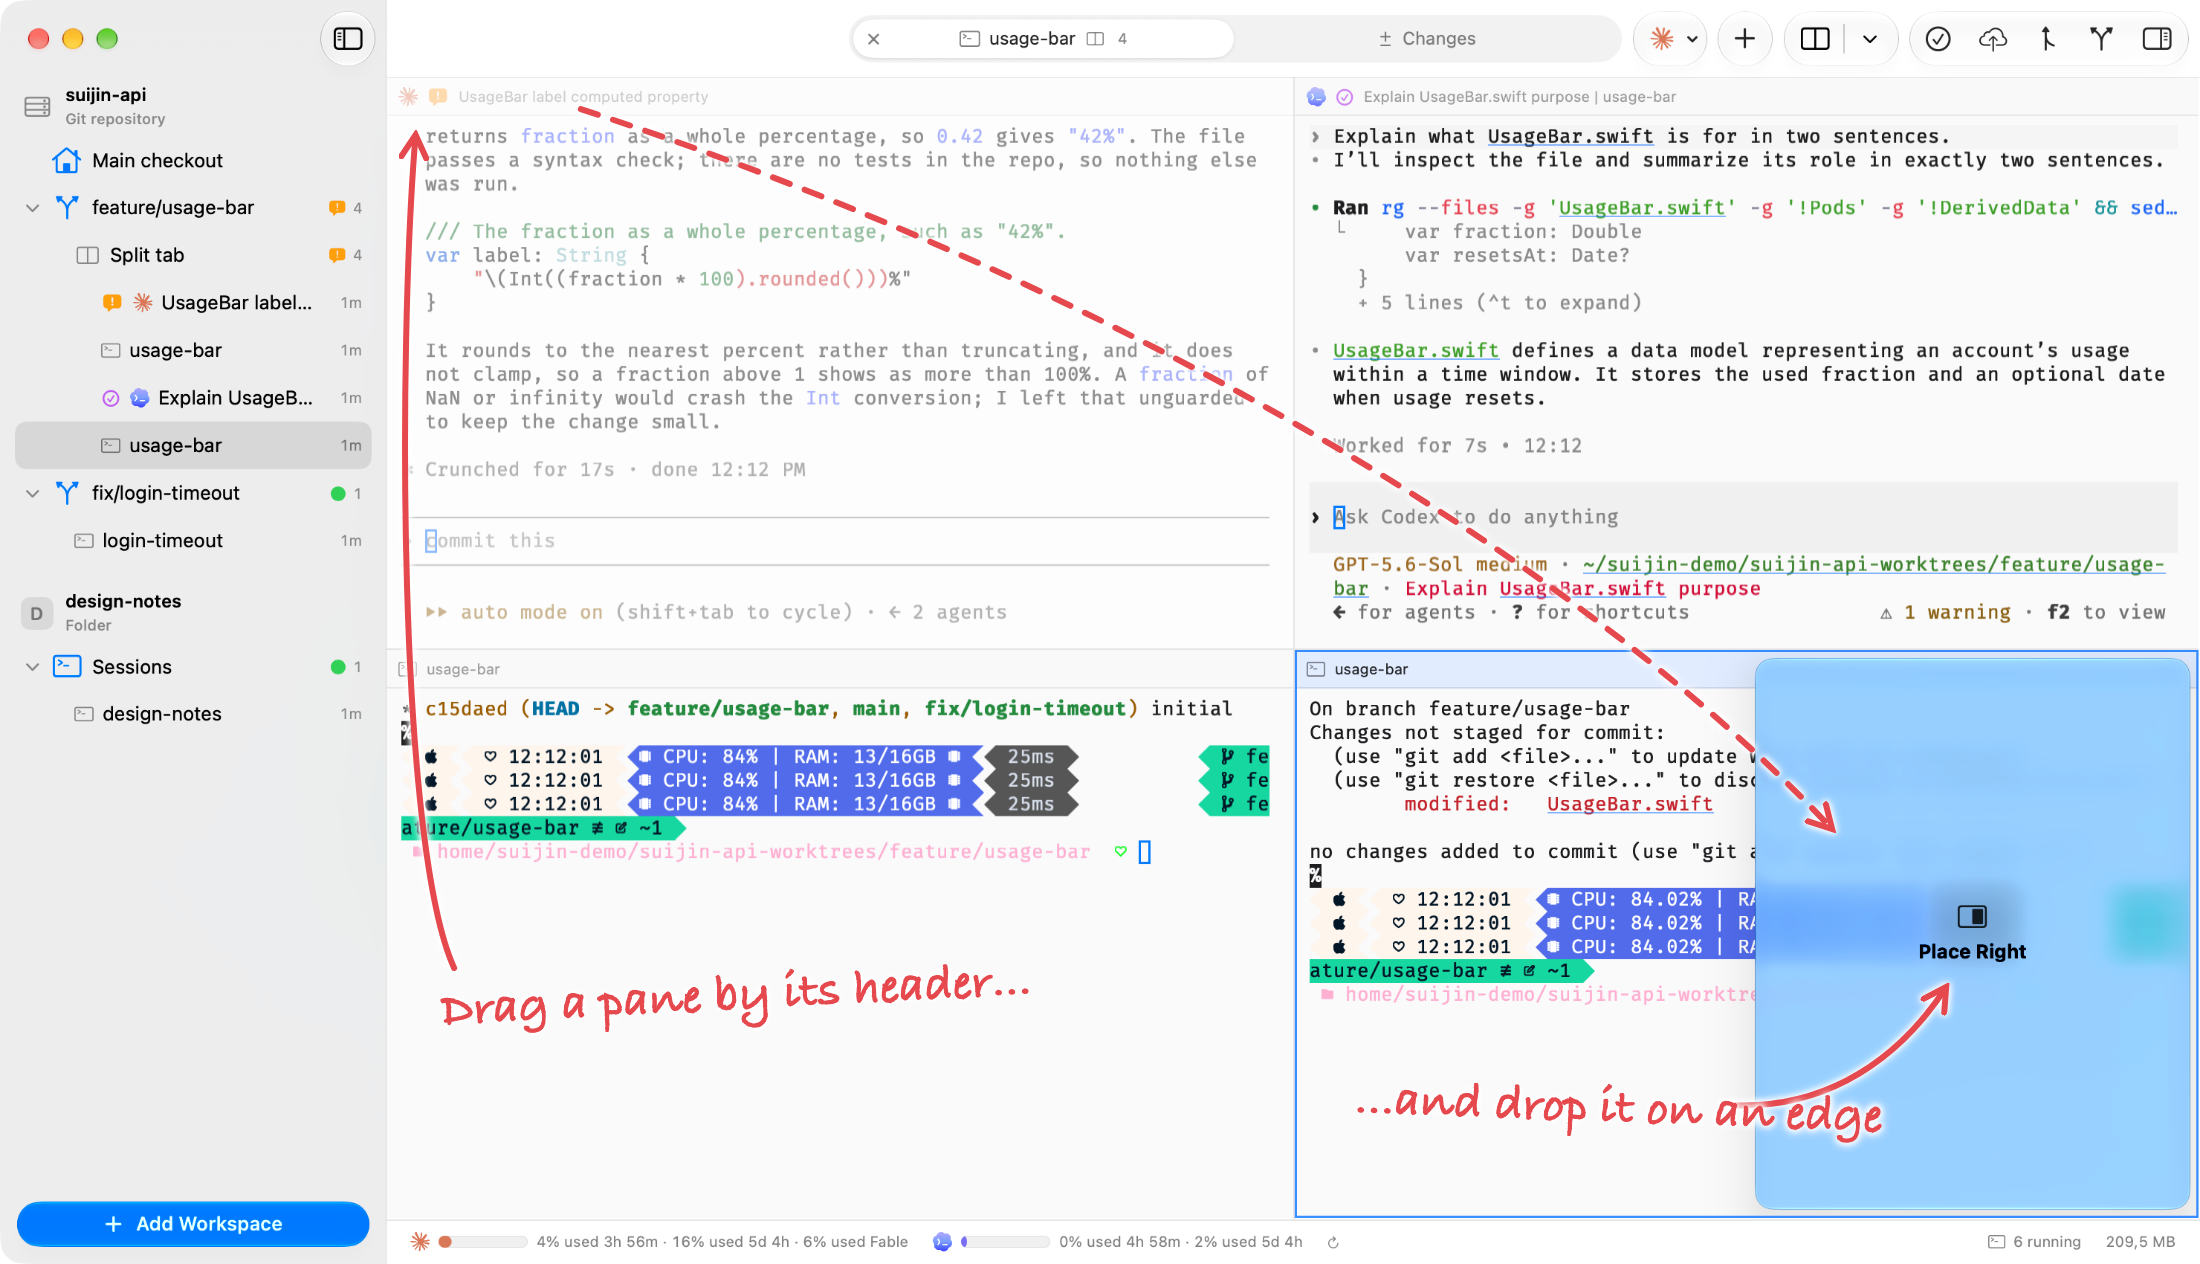 suijin-api
Git repository
Main checkout
feature/usage-bar 4
Split tab 4
UsageBar label... 1m
usage-bar 1m
Explain UsageB... 1m
usage-bar 1m
fix/login-timeout 1
login-timeout 1m
D design-notes
Folder
Sessions 1
design-notes 1m
+ Add Workspace
usage-bar 4
± Changes
UsageBar label computed property
returns fraction as a whole percentage, so 0.42 gives "42%". The file
passes a syntax check; there are no tests in the repo, so nothing else
was run.
/// The fraction as a whole percentage, such as "42%".
var label: String {
"\(Int((fraction * 100).rounded()))%"
}
It rounds to the nearest percent rather than truncating, and it does
not clamp, so a fraction above 1 shows as more than 100%. A fraction of
NaN or infinity would crash the Int conversion; I left that unguarded
to keep the change small.
Crunched for 17s · done 12:12 PM
commit this
▸▸ auto mode on (shift+tab to cycle) · ← 2 agents
Explain UsageBar.swift purpose | usage-bar
› Explain what UsageBar.swift is for in two sentences.
• I’ll inspect the file and summarize its role in exactly two sentences.
• Ran rg --files -g 'UsageBar.swift' -g '!Pods' -g '!DerivedData' && sed…
└ var fraction: Double
var resetsAt: Date?
}
+ 5 lines (^t to expand)
• UsageBar.swift defines a data model representing an account’s usage
within a time window. It stores the used fraction and an optional date
when usage resets.
Worked for 7s • 12:12
› Ask Codex to do anything
GPT-5.6-Sol medium · ~/suijin-demo/suijin-api-worktrees/feature/usage-
bar · Explain UsageBar.swift purpose
← for agents · ? for shortcuts ⚠ 1 warning · f2 to view
usage-bar
* c15daed (HEAD -> feature/usage-bar, main, fix/login-timeout) initial
%
12:12:01 CPU: 84% | RAM: 13/16GB 25ms fe
12:12:01 CPU: 84% | RAM: 13/16GB 25ms fe
12:12:01 CPU: 84% | RAM: 13/16GB 25ms fe
ature/usage-bar ≢ ~1
home/suijin-demo/suijin-api-worktrees/feature/usage-bar
Drag a pane by its header...
usage-bar
On branch feature/usage-bar
Changes not staged for commit:
(use "git add <file>..." to update
(use "git restore <file>..." to disc
modified: UsageBar.swift
no changes added to commit (use "git a
%
12:12:01 CPU: 84.02% | RA
12:12:01 CPU: 84.02% | RA
12:12:01 CPU: 84.02% | RA
ature/usage-bar ≢ ~1
home/suijin-demo/suijin-api-worktre
Place Right
...and drop it on an edge
4% used 3h 56m · 16% used 5d 4h · 6% used Fable
0% used 4h 58m · 2% used 5d 4h
6 running 209,5 MB